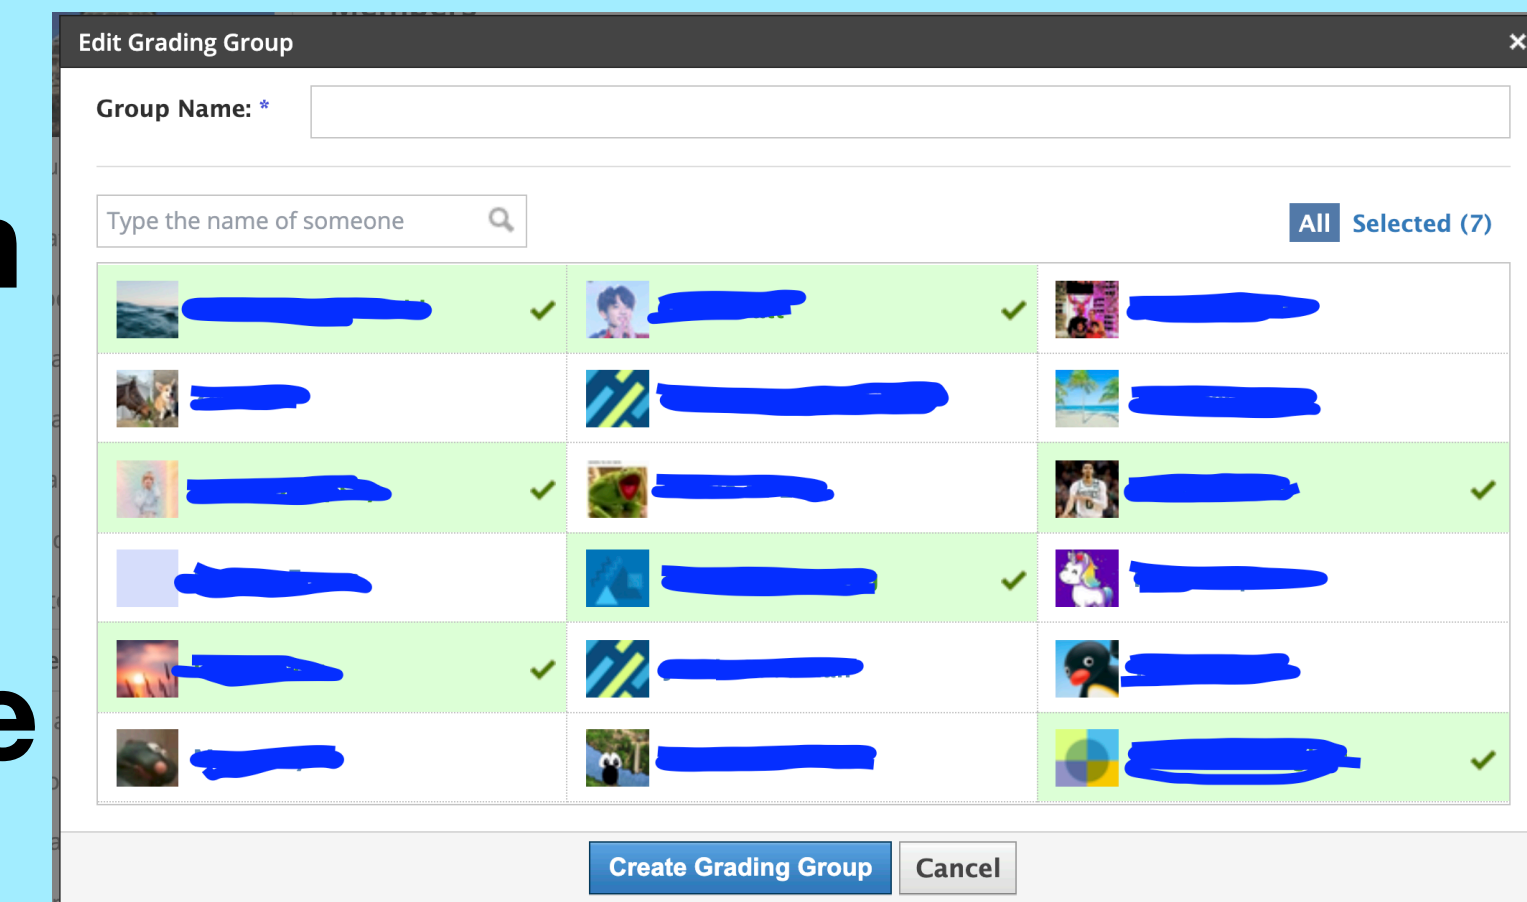 Edit Grading Group ×
Group Name: *
Type the name of someone
All Selected (7)
Create Grading Group Cancel